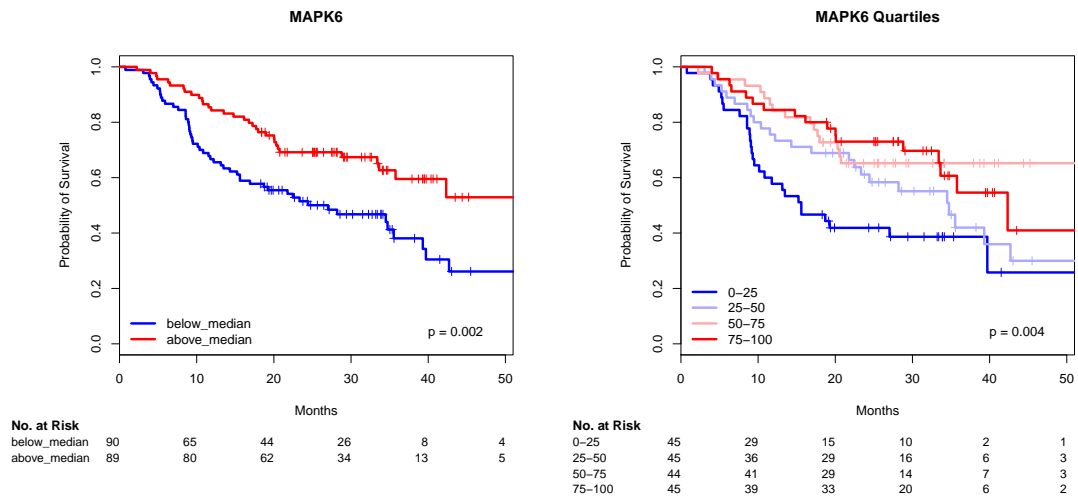 MAPK6
Probability of Survival
1.0
0.8
0.6
0.4
0.2
0.0
below_median
above_median
p = 0.002
0 10 20 30 40 50
Months
No. at Risk
below_median 90 65 44 26 8 4
above_median 89 80 62 34 13 5
MAPK6 Quartiles
Probability of Survival
1.0
0.8
0.6
0.4
0.2
0.0
0−25
25−50
50−75
75−100
p = 0.004
0 10 20 30 40 50
Months
No. at Risk
0−25 45 29 15 10 2 1
25−50 45 36 29 16 6 3
50−75 44 41 29 14 7 3
75−100 45 39 33 20 6 2